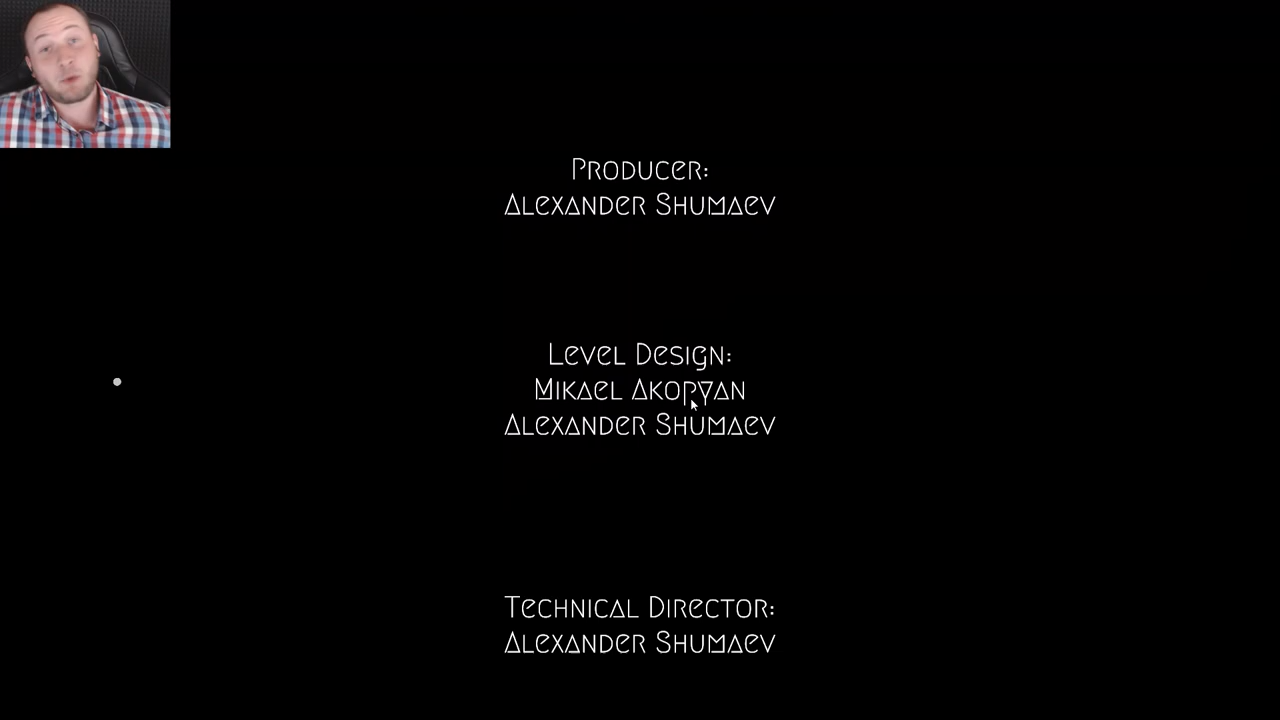 Producer:
Alexander Shumaev
Level Design:
Mikael Akopyan
Alexander Shumaev
Technical Director:
Alexander Shumaev